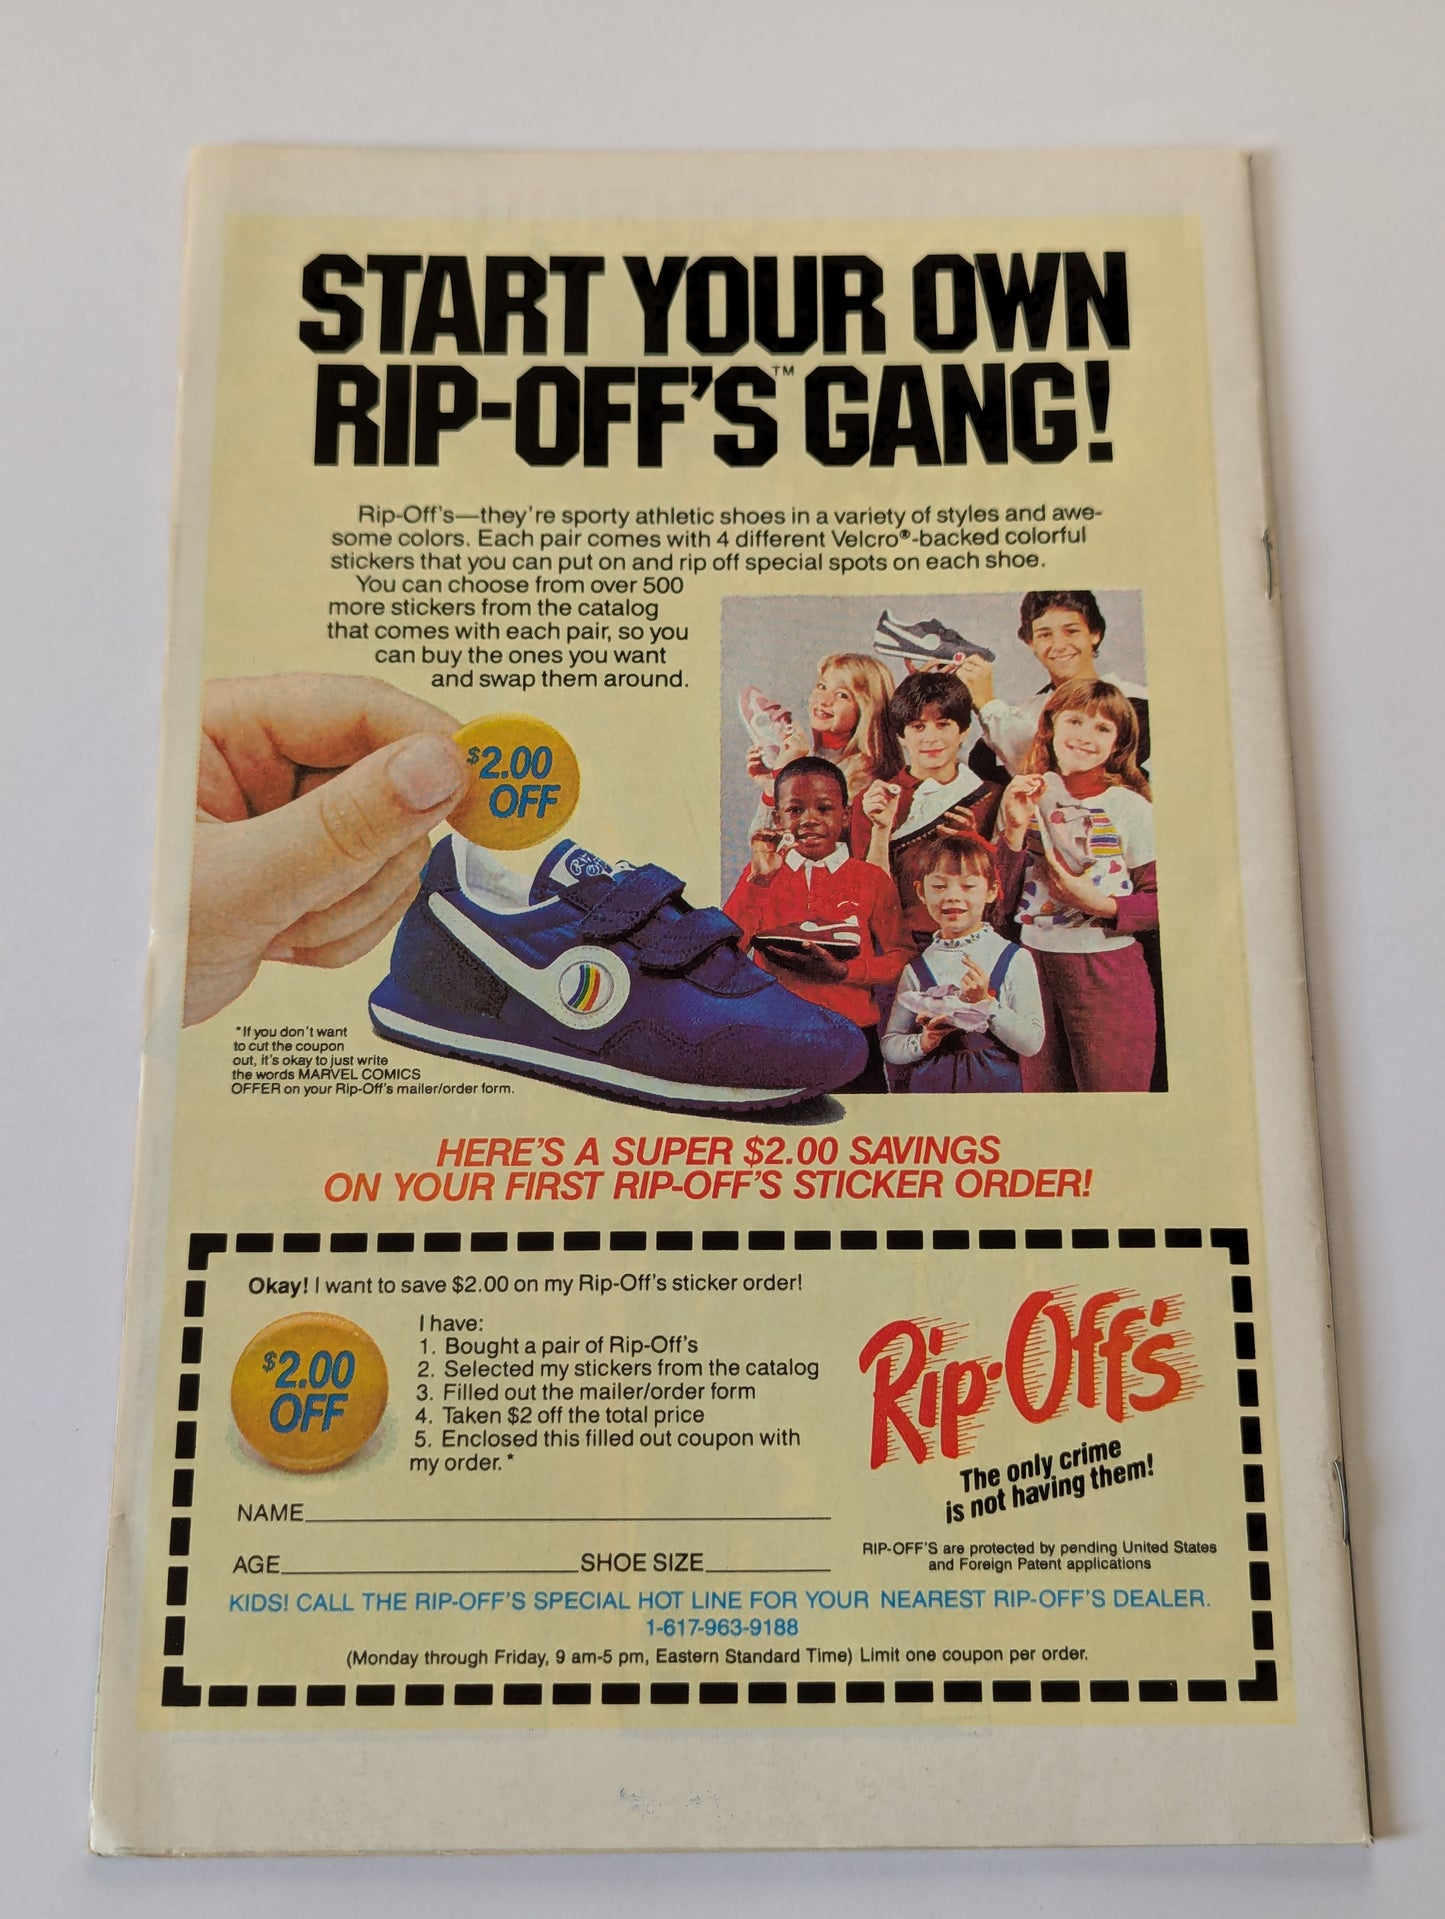 START YOUR OWN
RIP-OFF'S™ GANG!
Rip-Off's—they're sporty athletic shoes in a variety of styles and awe-
some colors. Each pair comes with 4 different Velcro®-backed colorful
stickers that you can put on and rip off special spots on each shoe.
You can choose from over 500
more stickers from the catalog
that comes with each pair, so you
can buy the ones you want
and swap them around.
$2.00
OFF
*If you don't want
to cut the coupon
out, it's okay to just write
the words MARVEL COMICS
OFFER on your Rip-Off's mailer/order form.
HERE'S A SUPER $2.00 SAVINGS
ON YOUR FIRST RIP-OFF'S STICKER ORDER!
Okay! I want to save $2.00 on my Rip-Off's sticker order!
$2.00
OFF
I have:
1. Bought a pair of Rip-Off's
2. Selected my stickers from the catalog
3. Filled out the mailer/order form
4. Taken $2 off the total price
5. Enclosed this filled out coupon with
my order.*
NAME
AGE SHOE SIZE
Rip-Off's
The only crime
is not having them!
RIP-OFF'S are protected by pending United States
and Foreign Patent applications
KIDS! CALL THE RIP-OFF'S SPECIAL HOT LINE FOR YOUR NEAREST RIP-OFF'S DEALER.
1-617-963-9188
(Monday through Friday, 9 am-5 pm, Eastern Standard Time) Limit one coupon per order.